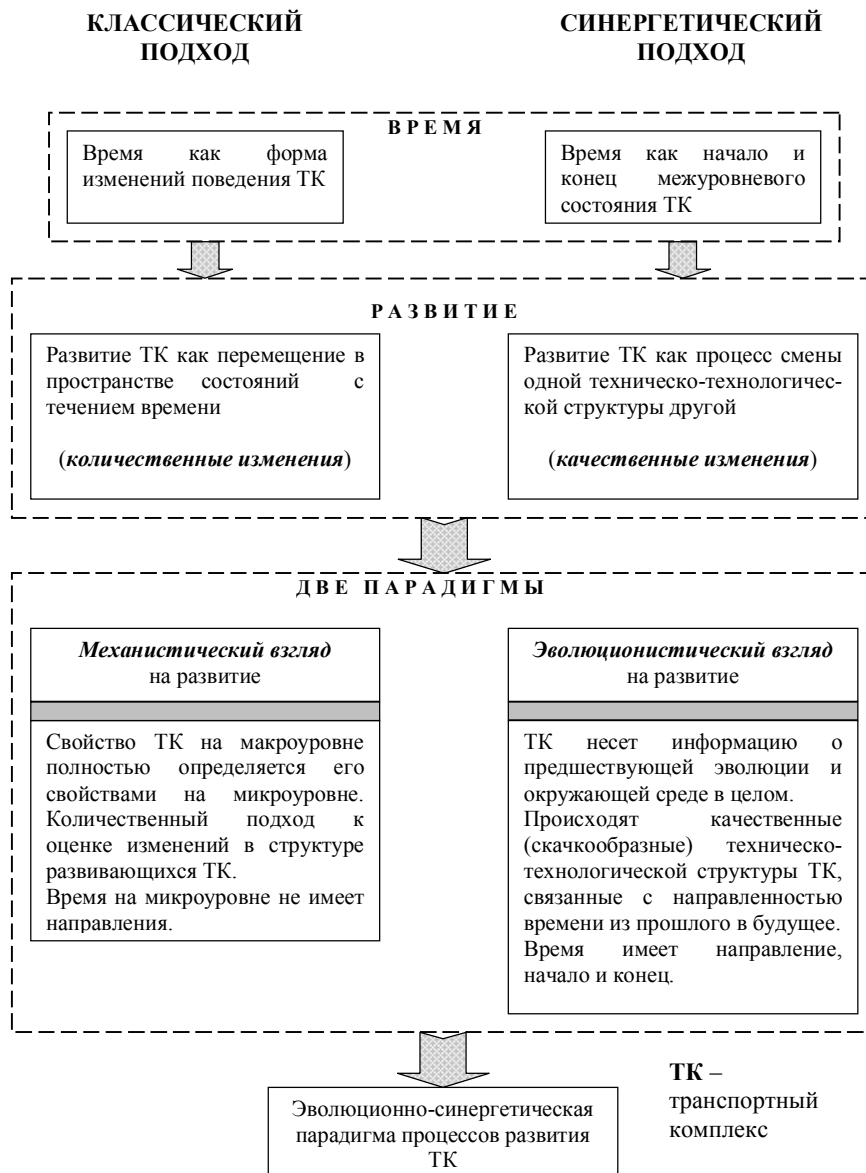 КЛАССИЧЕСКИЙ
ПОДХОД
СИНЕРГЕТИЧЕСКИЙ
ПОДХОД
ВРЕМЯ
Время как форма
изменений поведения ТК
Время как начало и
конец межуровневого
состояния ТК
РАЗВИТИЕ
Развитие ТК как перемещение в
пространстве состояний с
течением времени
(количественные изменения)
Развитие ТК как процесс смены
одной техническо-технологичес-
кой структуры другой
(качественные изменения)
ДВЕ ПАРАДИГМЫ
Механистический взгляд
на развитие
Свойство ТК на макроуровне
полностью определяется его
свойствами на микроуровне.
Количественный подход к
оценке изменений в структуре
развивающихся ТК.
Время на микроуровне не имеет
направления.
Эволюционистический взгляд
на развитие
ТК несет информацию о
предшествующей эволюции и
окружающей среде в целом.
Происходят качественные
(скачкообразные) техническо-
технологической структуры ТК,
связанные с направленностью
времени из прошлого в будущее.
Время имеет направление,
начало и конец.
Эволюционно-синергетическая
парадигма процессов развития
ТК
ТК –
транспортный
комплекс